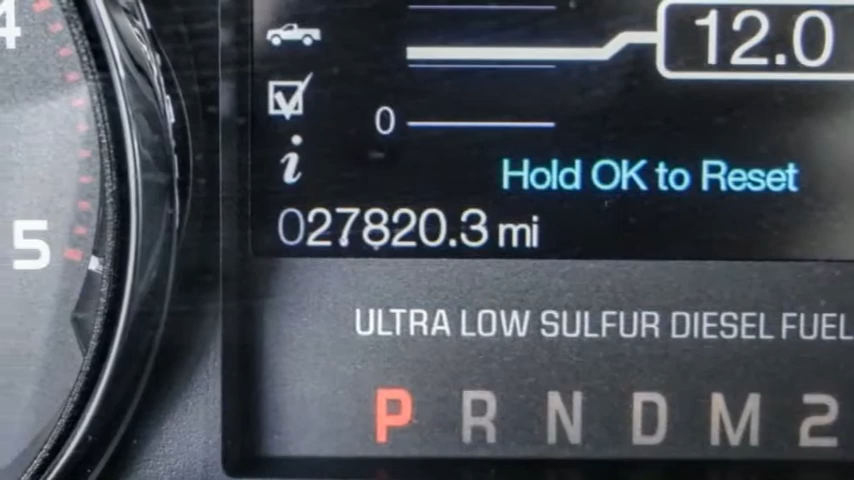 4
12.0
0
i
Hold OK to Reset
027820.3 mi
5
ULTRA LOW SULFUR DIESEL FUEL
P R N D M 2